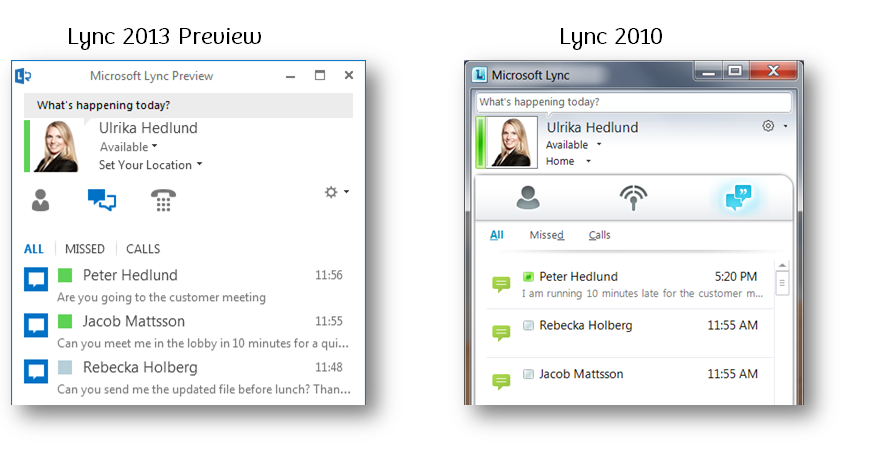 Lync 2013 Preview
Microsoft Lync Preview
What's happening today?
Ulrika Hedlund
Available
Set Your Location
ALL MISSED CALLS
Peter Hedlund 11:56
Are you going to the customer meeting
Jacob Mattsson 11:55
Can you meet me in the lobby in 10 minutes for a qui...
Rebecka Holberg 11:48
Can you send me the updated file before lunch? Than...
Lync 2010
Microsoft Lync
What's happening today?
Ulrika Hedlund
Available
Home
All Missed Calls
Peter Hedlund 5:20 PM
I am running 10 minutes late for the customer m...
Rebecka Holberg 11:55 AM
Jacob Mattsson 11:55 AM